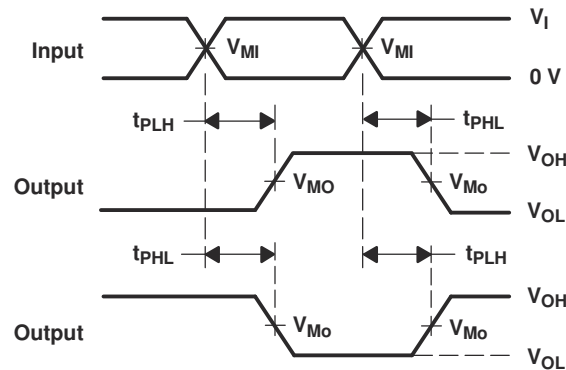 V_I
Input V_MI V_MI
0 V
t_PLH t_PHL
V_OH
Output V_MO V_Mo
V_OL
t_PHL t_PLH
V_OH
Output V_Mo V_Mo
V_OL